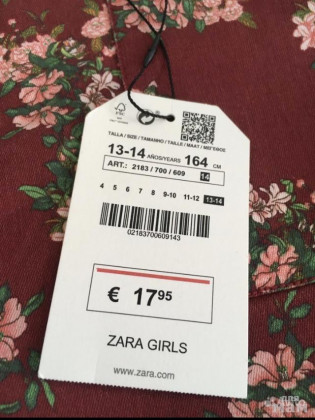 FSC
TALLA / SIZE / TAMANHO / TAILLE / MAAT / ΜΕΓΕΘΟΣ
13-14 AÑOS/YEARS 164 CM
ART.: 2183 / 700 / 609 14
4 5 6 7 8 9-10 11-12 13-14
02183700609143
€ 17.95
ZARA GIRLS
www.zara.com